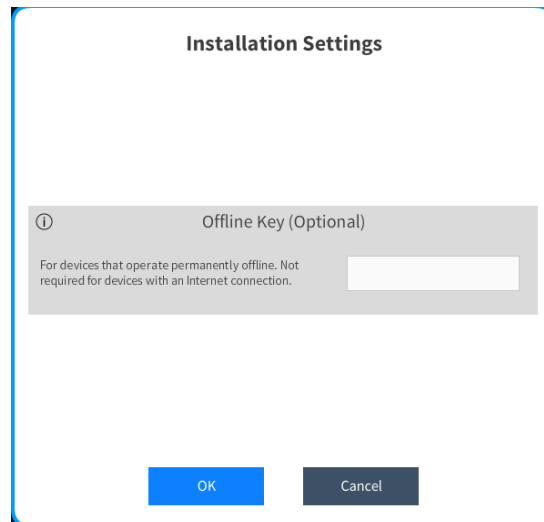 Installation Settings
Offline Key (Optional)
For devices that operate permanently offline. Not
required for devices with an Internet connection.
OK
Cancel